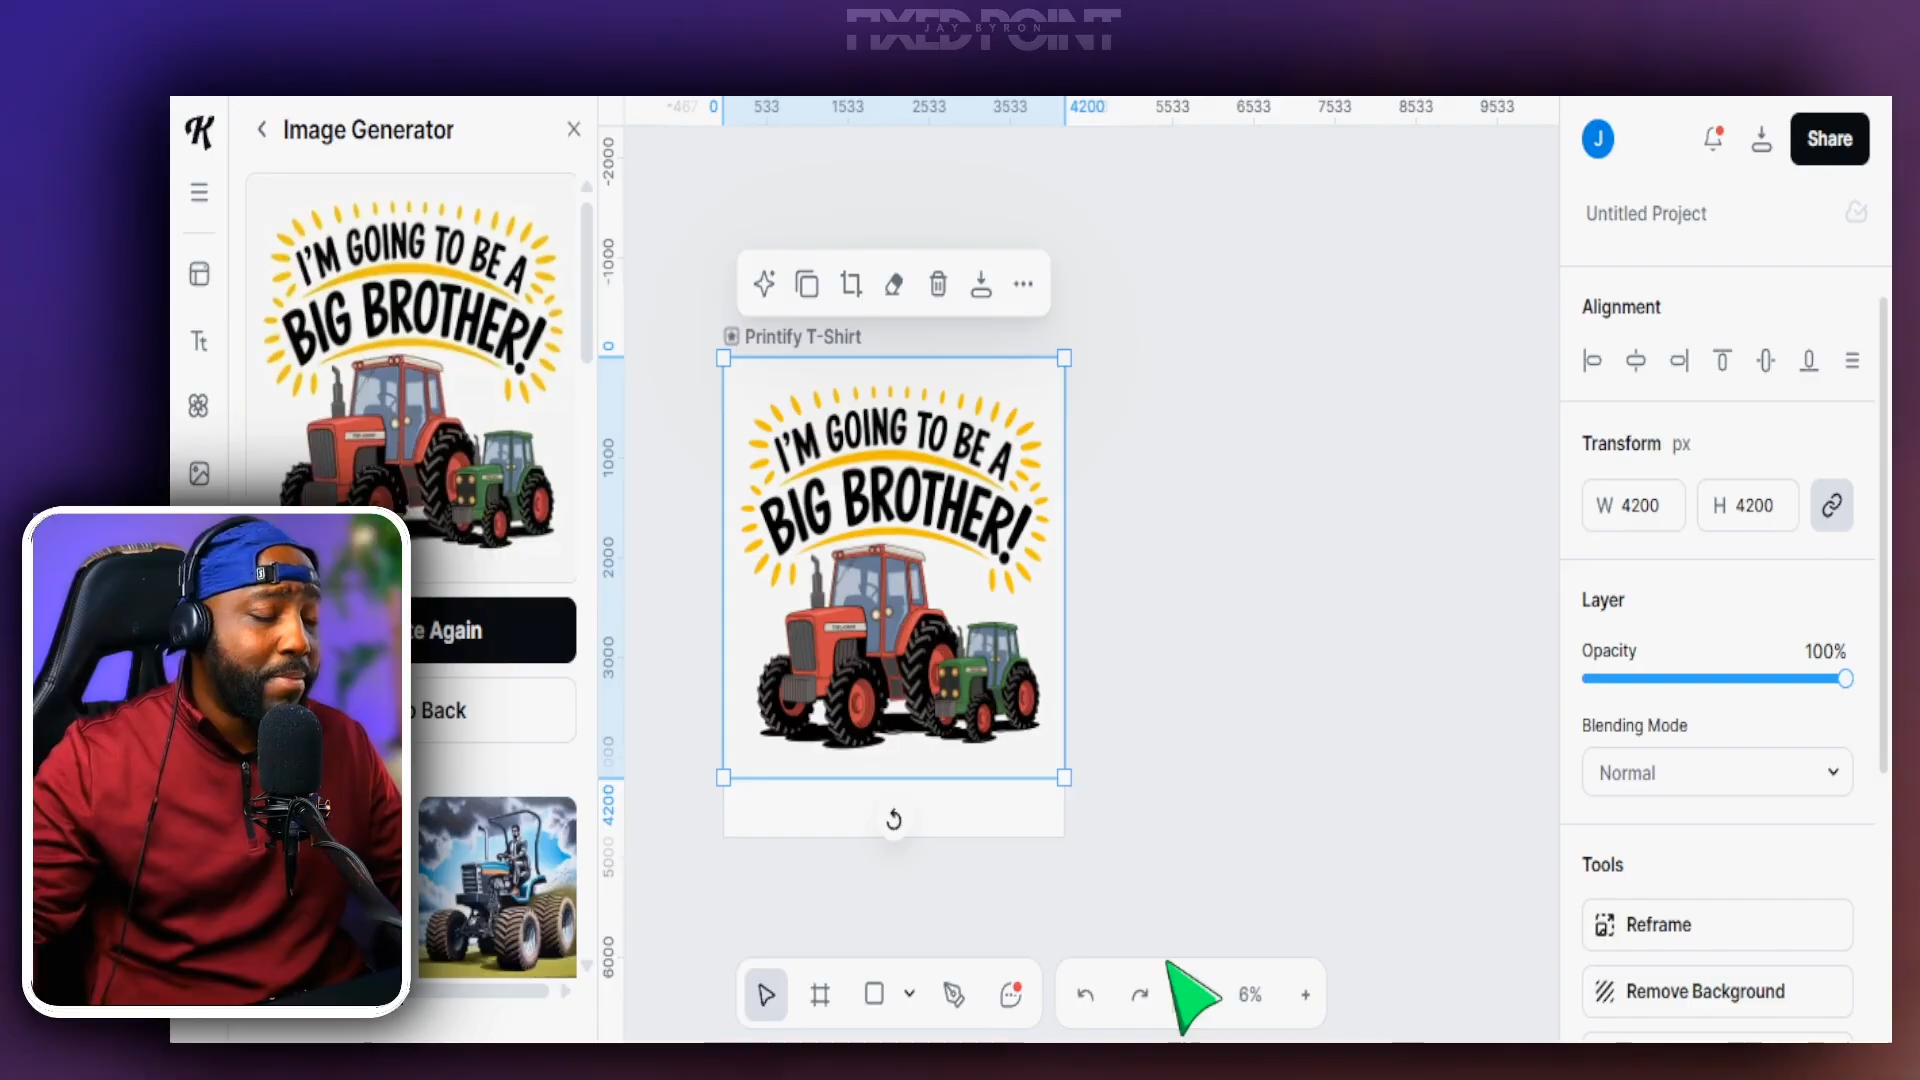 FIXED POINT
JAY BYRON
K
Image Generator
I'M GOING TO BE A
BIG BROTHER!
Again
Back
-467 0 533 1533 2533 3533 4200 5533 6533 7533 8533 9533
-2000
-1000
0
1000
2000
3000
4200
5000
6000
Printify T-Shirt
I'M GOING TO BE A
BIG BROTHER!
6%
J
Share
Untitled Project
Alignment
Transform px
W 4200 H 4200
Layer
Opacity 100%
Blending Mode
Normal
Tools
Reframe
Remove Background
Tt